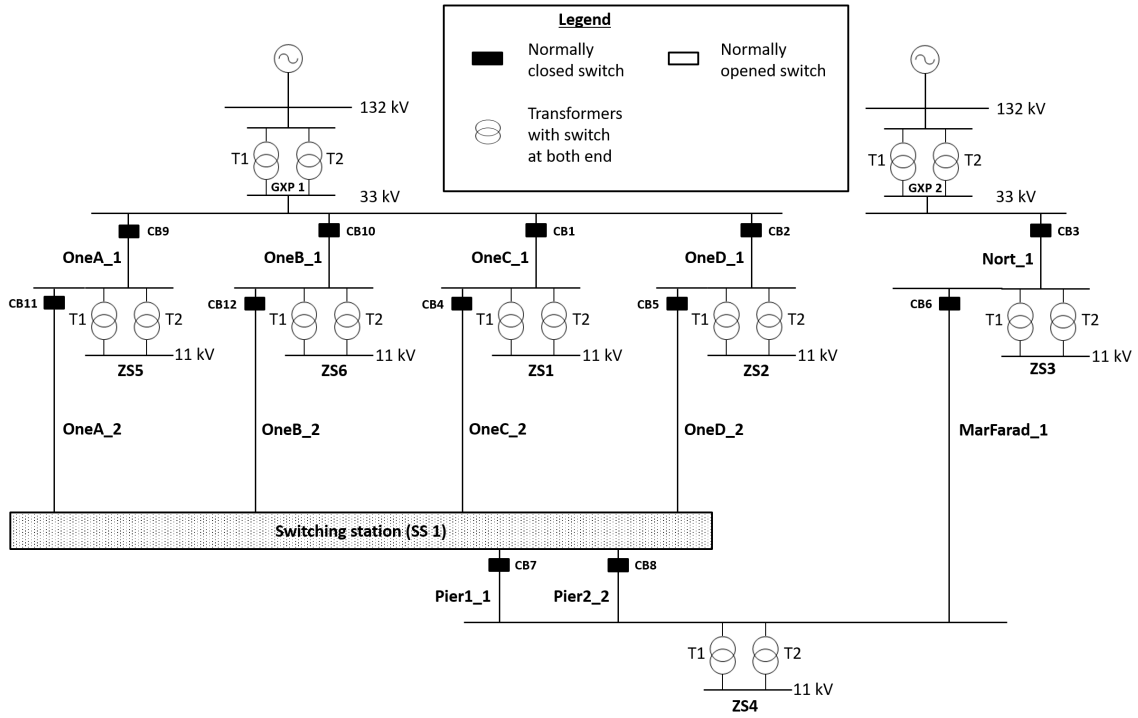 Legend
Normally
closed switch
Normally
opened switch
Transformers
with switch
at both end
132 kV
132 kV
T1
T2
T1
T2
GXP 1
GXP 2
33 kV
33 kV
CB9
CB10
CB1
CB2
CB3
OneA_1
OneB_1
OneC_1
OneD_1
Nort_1
CB11
CB12
CB4
CB5
CB6
T1
T2
T1
T2
T1
T2
T1
T2
T1
T2
11 kV
11 kV
11 kV
11 kV
11 kV
ZS5
ZS6
ZS1
ZS2
ZS3
OneA_2
OneB_2
OneC_2
OneD_2
MarFarad_1
Switching station (SS 1)
CB7
CB8
Pier1_1
Pier2_2
T1
T2
11 kV
ZS4